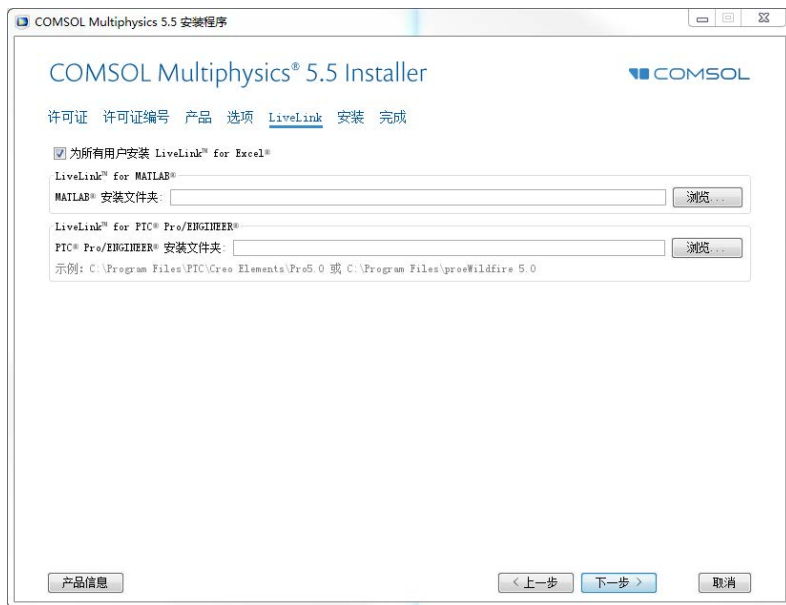 COMSOL Multiphysics 5.5 安装程序
COMSOL Multiphysics® 5.5 Installer
COMSOL
许可证 许可证编号 产品 选项 LiveLink 安装 完成
为所有用户安装 LiveLink™ for Excel®
LiveLink™ for MATLAB®
MATLAB® 安装文件夹: 浏览...
LiveLink™ for PTC® Pro/ENGINEER®
PTC® Pro/ENGINEER® 安装文件夹: 浏览...
示例: C:\Program Files\PTC\Creo Elements\Pro5.0 或 C:\Program Files\proeWildfire 5.0
产品信息 < 上一步 下一步 > 取消